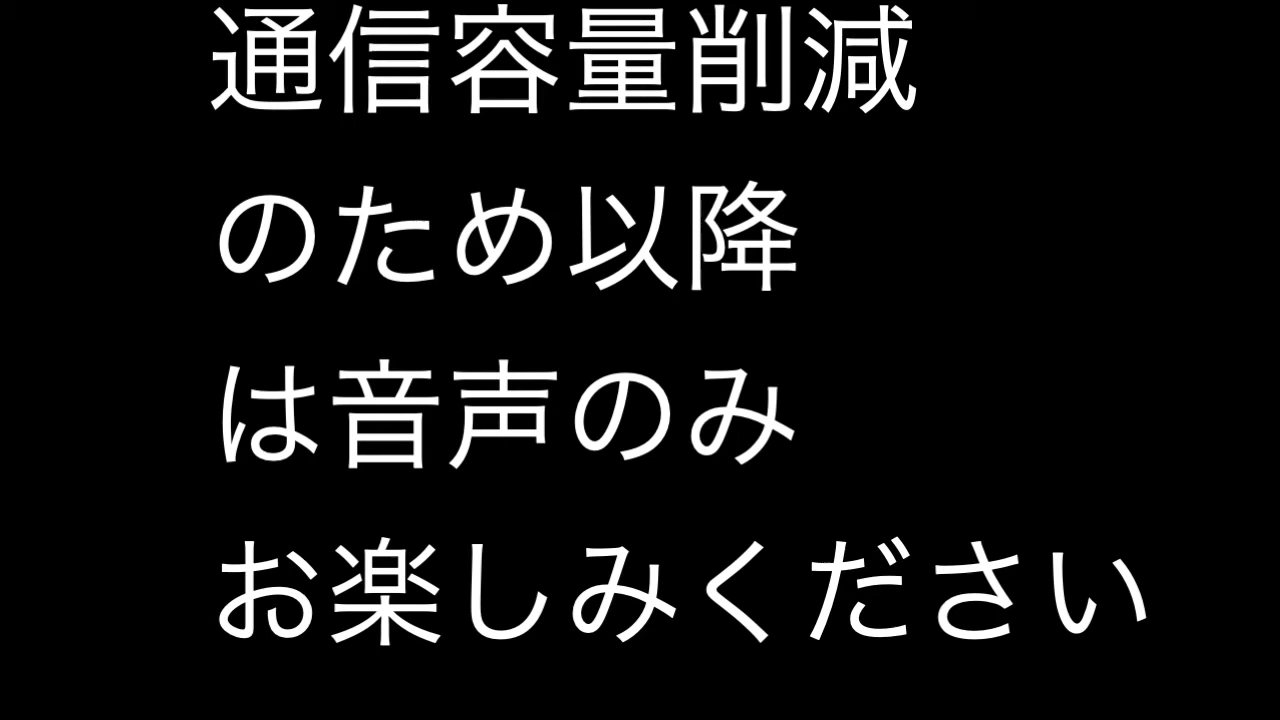 通信容量削減
のため以降
は音声のみ
お楽しみください